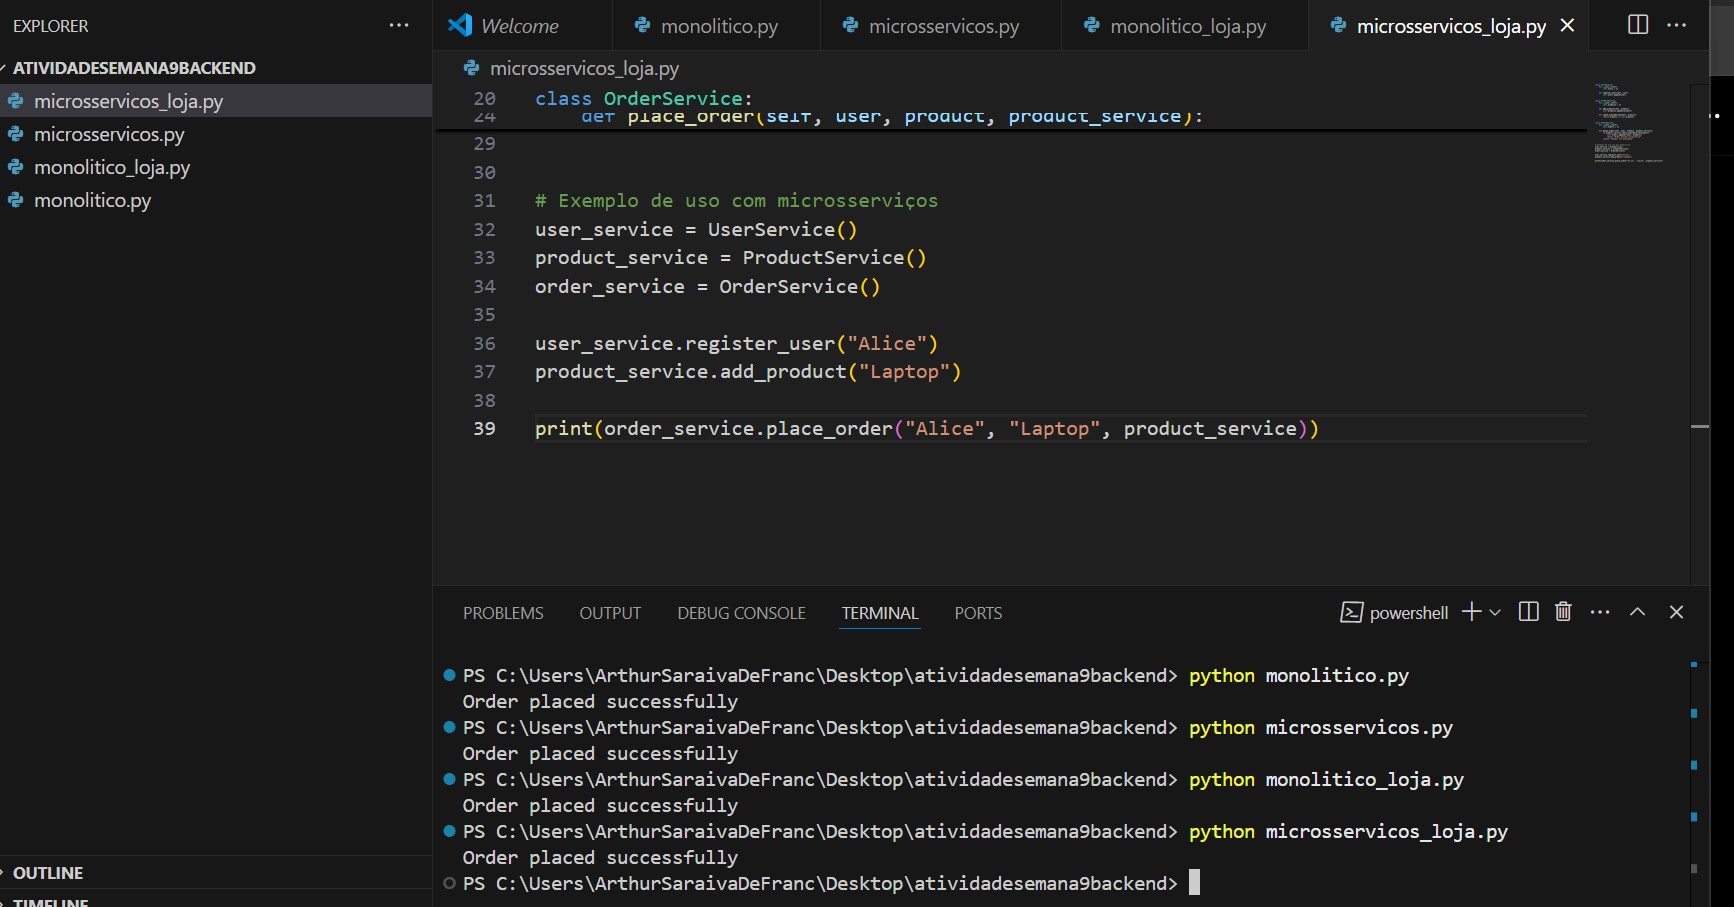 EXPLORER
ATIVIDADESEMANA9BACKEND
microsservicos_loja.py
microsservicos.py
monolitico_loja.py
monolitico.py
OUTLINE
TIMELINE
Welcome
monolitico.py
microsservicos.py
monolitico_loja.py
microsservicos_loja.py
microsservicos_loja.py
20 class OrderService:
24 def place_order(self, user, product, product_service):
29
30
31 # Exemplo de uso com microsserviços
32 user_service = UserService()
33 product_service = ProductService()
34 order_service = OrderService()
35
36 user_service.register_user("Alice")
37 product_service.add_product("Laptop")
38
39 print(order_service.place_order("Alice", "Laptop", product_service))
PROBLEMS OUTPUT DEBUG CONSOLE TERMINAL PORTS
powershell
PS C:\Users\ArthurSaraivaDeFranc\Desktop\atividadesemana9backend> python monolitico.py
Order placed successfully
PS C:\Users\ArthurSaraivaDeFranc\Desktop\atividadesemana9backend> python microsservicos.py
Order placed successfully
PS C:\Users\ArthurSaraivaDeFranc\Desktop\atividadesemana9backend> python monolitico_loja.py
Order placed successfully
PS C:\Users\ArthurSaraivaDeFranc\Desktop\atividadesemana9backend> python microsservicos_loja.py
Order placed successfully
PS C:\Users\ArthurSaraivaDeFranc\Desktop\atividadesemana9backend>